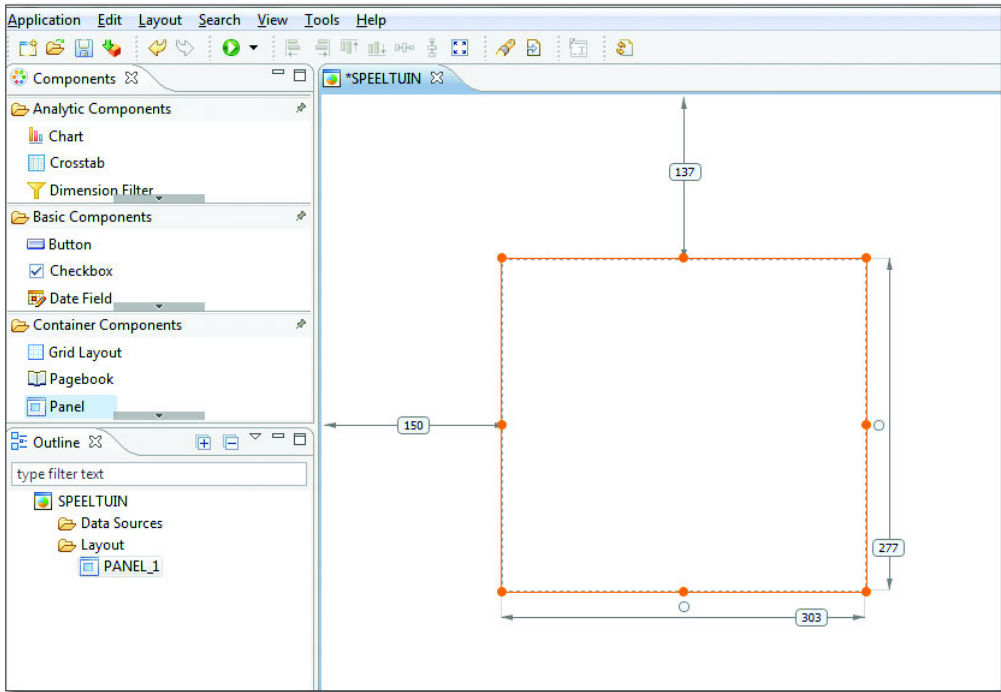 Application Edit Layout Search View Tools Help
Components
*SPEELTUIN
Analytic Components
Chart
Crosstab
Dimension Filter
Basic Components
Button
Checkbox
Date Field
Container Components
Grid Layout
Pagebook
Panel
Outline
type filter text
SPEELTUIN
Data Sources
Layout
PANEL_1
137
150
277
303